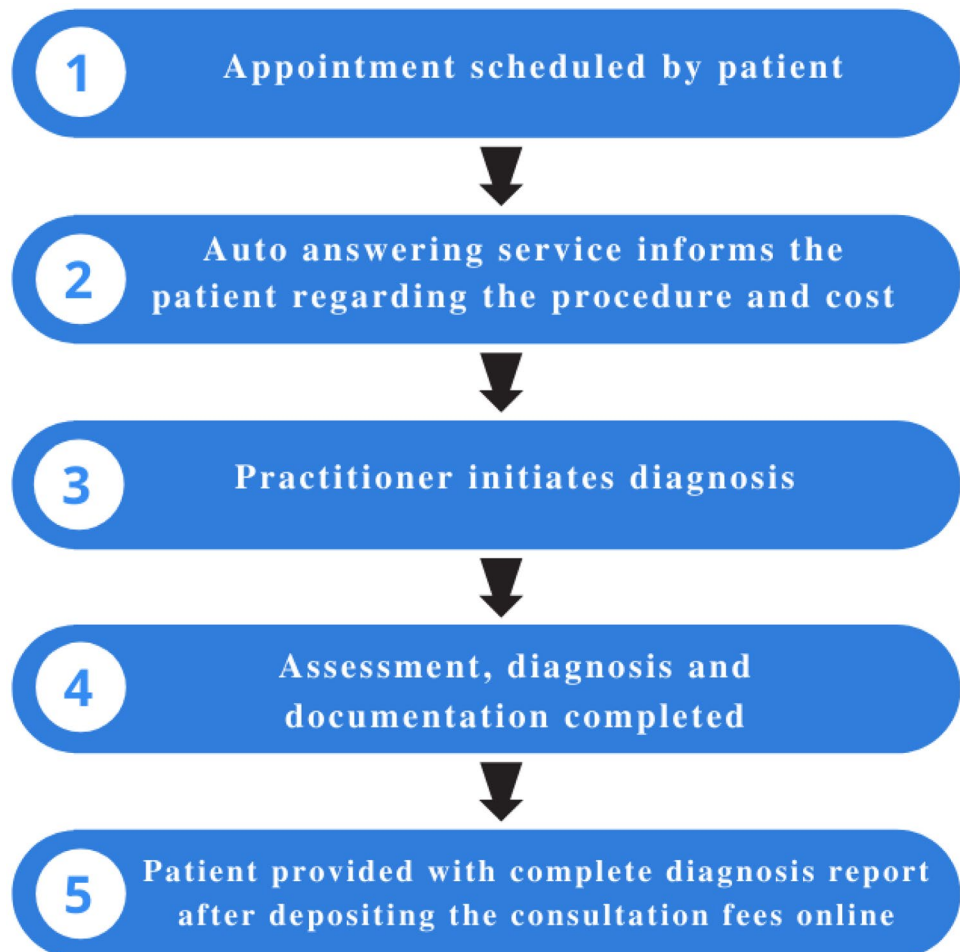 1
Appointment scheduled by patient
2
Auto answering service informs the
patient regarding the procedure and cost
3
Practitioner initiates diagnosis
4
Assessment, diagnosis and
documentation completed
5
Patient provided with complete diagnosis report
after depositing the consultation fees online